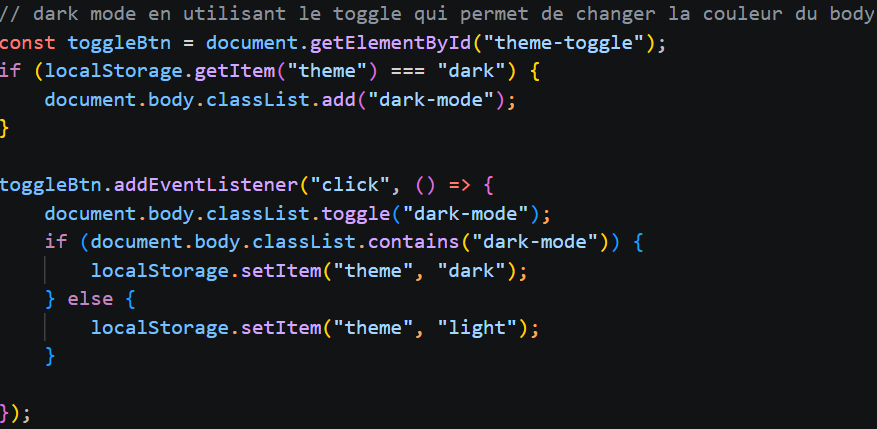 // dark mode en utilisant le toggle qui permet de changer la couleur du body
const toggleBtn = document.getElementById("theme-toggle");
if (localStorage.getItem("theme") === "dark") {
    document.body.classList.add("dark-mode");
}

toggleBtn.addEventListener("click", () => {
    document.body.classList.toggle("dark-mode");
    if (document.body.classList.contains("dark-mode")) {
        localStorage.setItem("theme", "dark");
    } else {
        localStorage.setItem("theme", "light");
    }

});